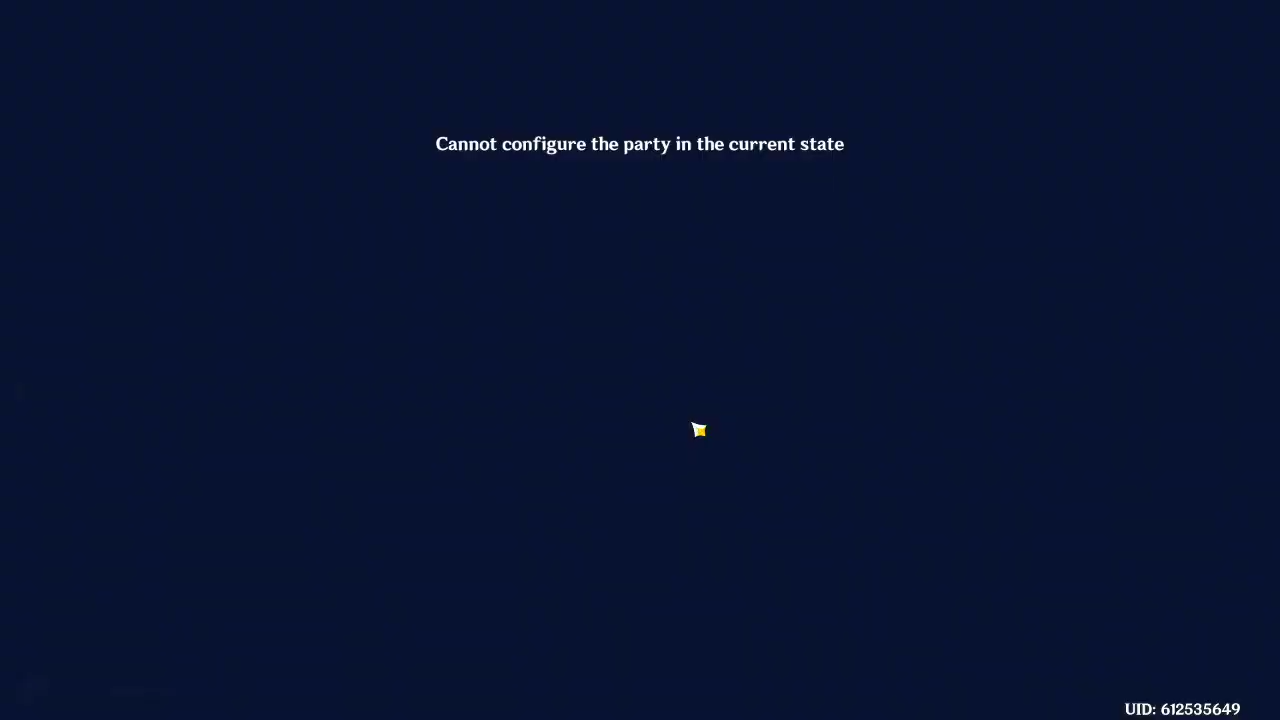 Cannot configure the party in the current state
UID: 612535649